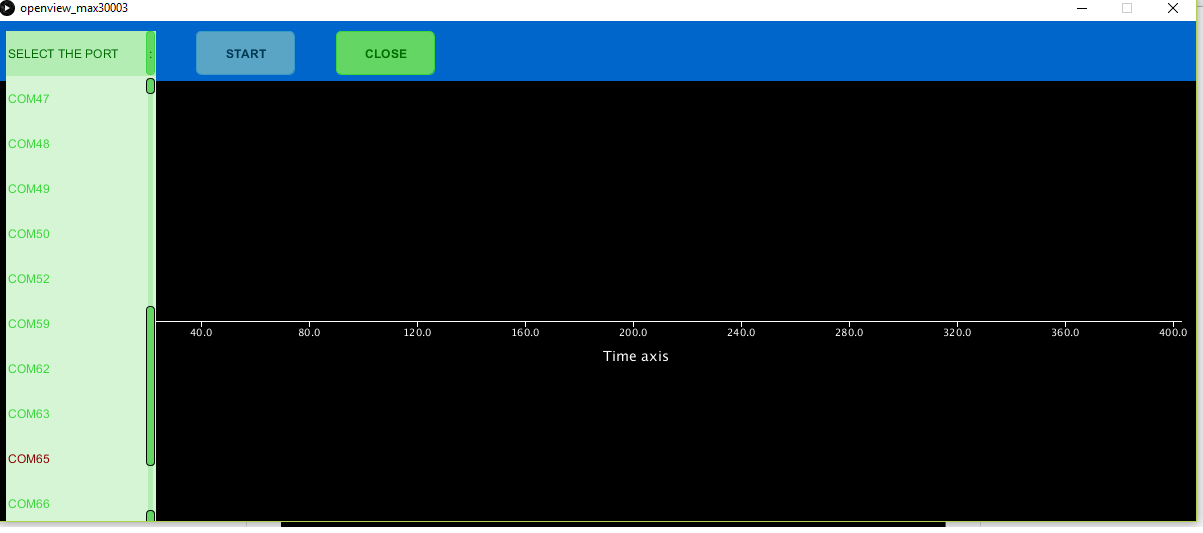 openview_max30003
SELECT THE PORT :
START
CLOSE
COM47
COM48
COM49
COM50
COM52
COM59
COM62
COM63
COM65
COM66
40.0 80.0 120.0 160.0 200.0 240.0 280.0 320.0 360.0 400.0
Time axis